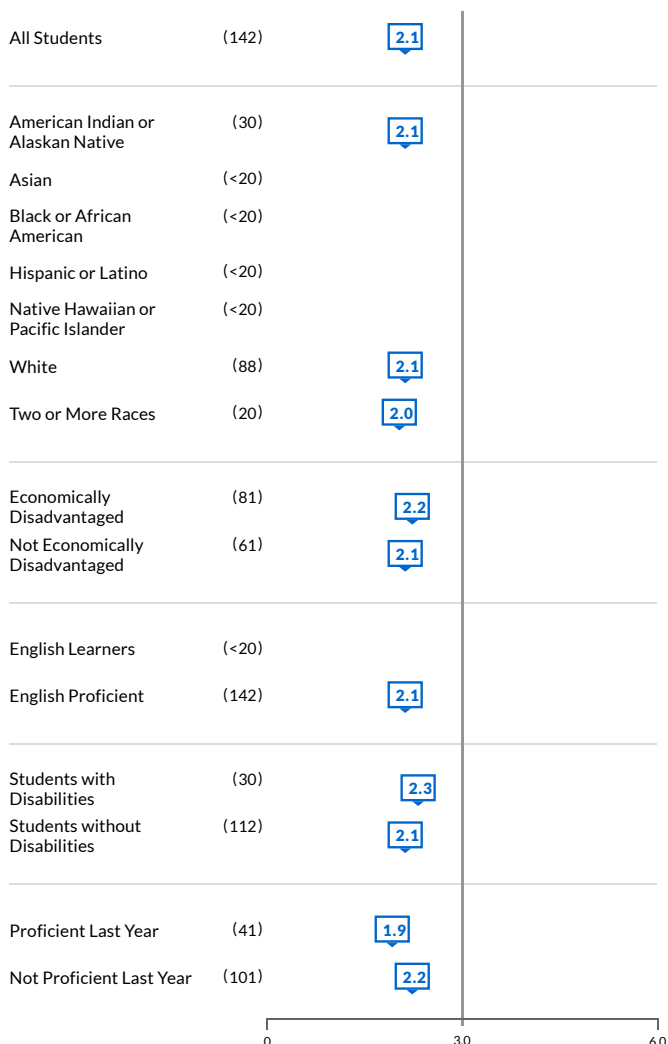 All Students (142) 2.1
American Indian or (30) 2.1
Alaskan Native
Asian (<20)
Black or African (<20)
American
Hispanic or Latino (<20)
Native Hawaiian or (<20)
Pacific Islander
White (88) 2.1
Two or More Races (20) 2.0
Economically (81) 2.2
Disadvantaged
Not Economically (61) 2.1
Disadvantaged
English Learners (<20)
English Proficient (142) 2.1
Students with (30) 2.3
Disabilities
Students without (112) 2.1
Disabilities
Proficient Last Year (41) 1.9
Not Proficient Last Year (101) 2.2
0 3.0 6.0